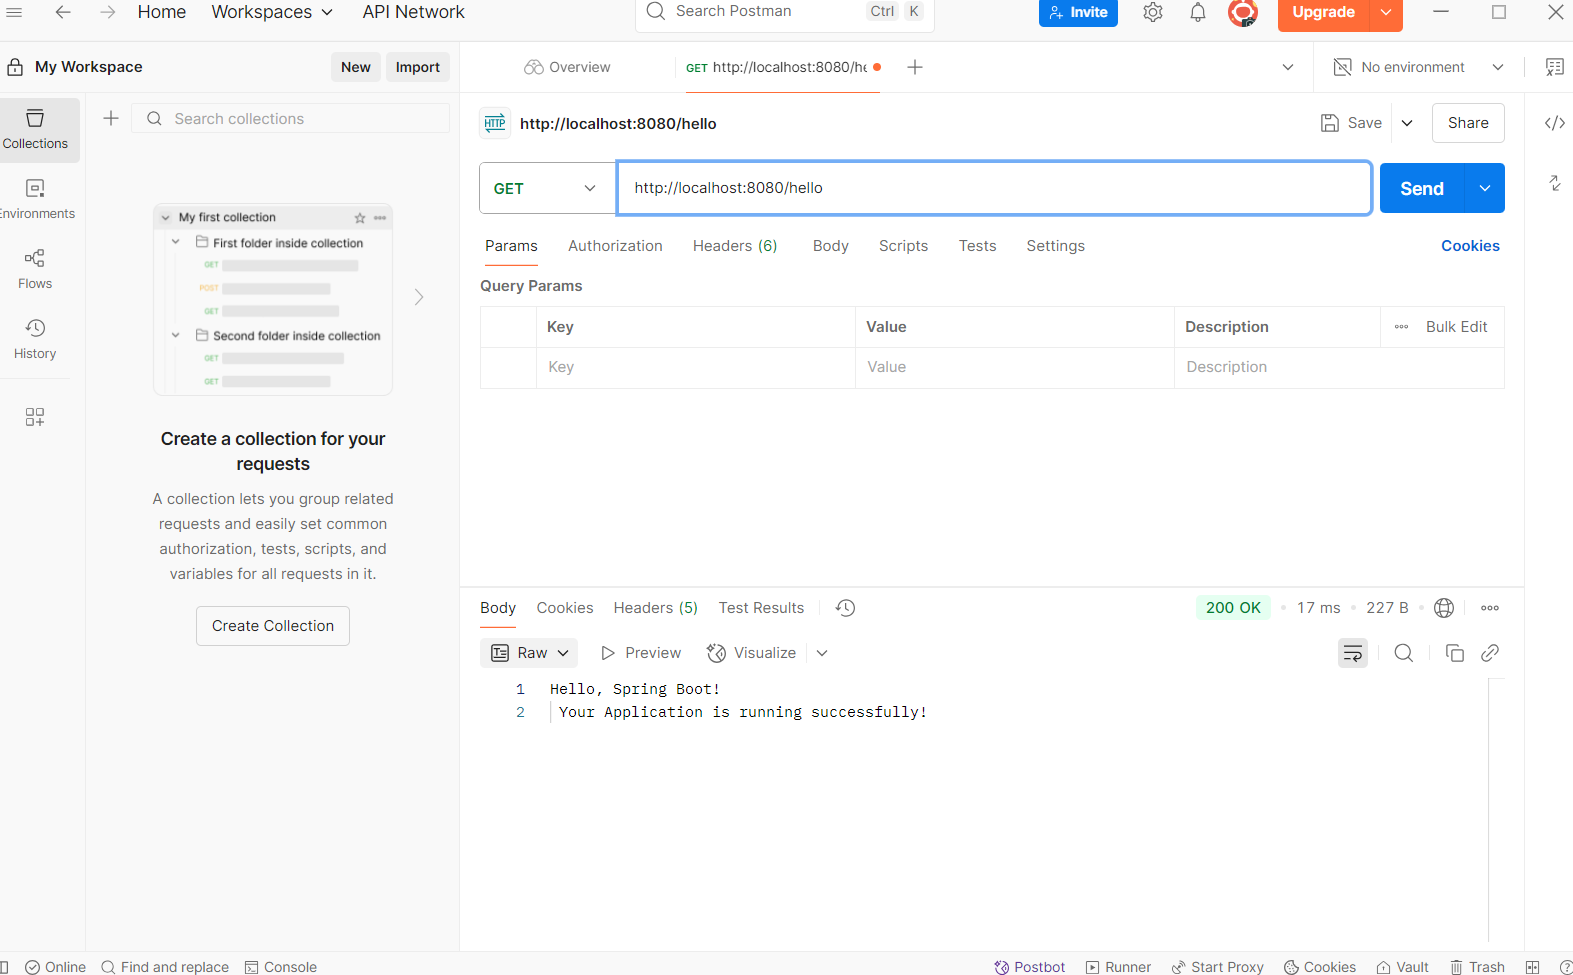 Home Workspaces API Network Search Postman Ctrl K Invite Upgrade
My Workspace New Import Overview GET http://localhost:8080/he No environment
Collections
Environments
Flows
History
Search collections
My first collection
First folder inside collection
GET
POST
GET
Second folder inside collection
GET
GET
Create a collection for your
requests
A collection lets you group related
requests and easily set common
authorization, tests, scripts, and
variables for all requests in it.
Create Collection
HTTP http://localhost:8080/hello Save Share
GET http://localhost:8080/hello Send
Params Authorization Headers (6) Body Scripts Tests Settings Cookies
Query Params
Key Value Description Bulk Edit
Key Value Description
Body Cookies Headers (5) Test Results 200 OK 17 ms 227 B
Raw Preview Visualize
1 Hello, Spring Boot!
2 Your Application is running successfully!
Online Find and replace Console Postbot Runner Start Proxy Cookies Vault Trash